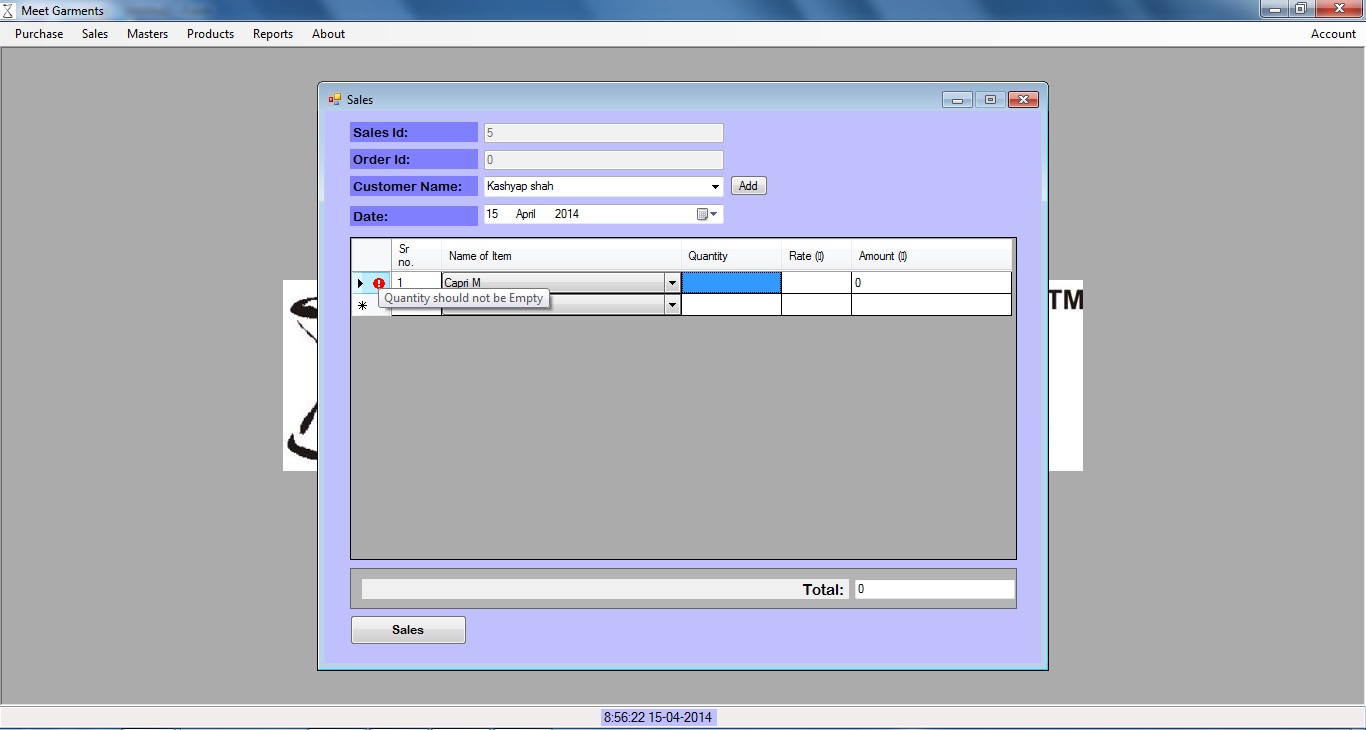 Meet Garments
Purchase Sales Masters Products Reports About Account
Sales
Sales Id: 5
Order Id: 0
Customer Name: Kashyap shah Add
Date: 15 April 2014
Sr no. Name of Item Quantity Rate (▯) Amount (▯)
1 Capri M 0
Quantity should not be Empty
TM
Total: 0
Sales
8:56:22 15-04-2014